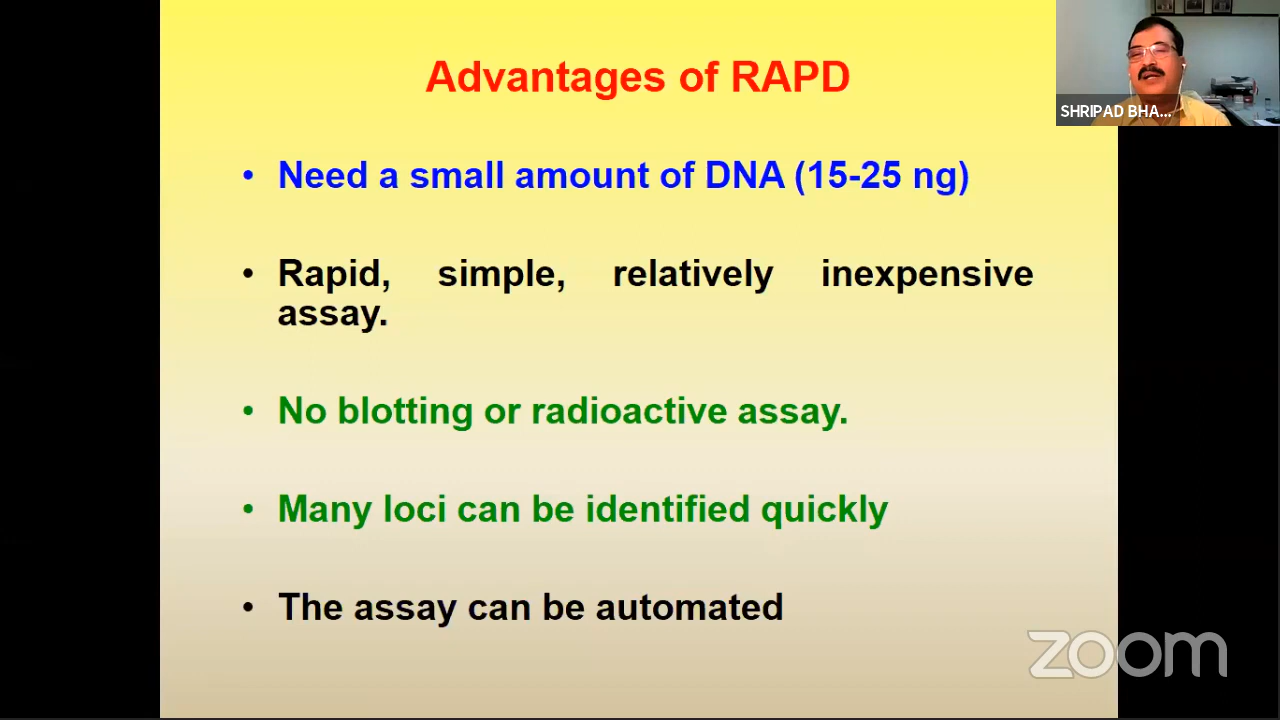 Advantages of RAPD
SHRIPAD BHA...
• Need a small amount of DNA (15-25 ng)
• Rapid, simple, relatively inexpensive
assay.
• No blotting or radioactive assay.
• Many loci can be identified quickly
• The assay can be automated
zoom